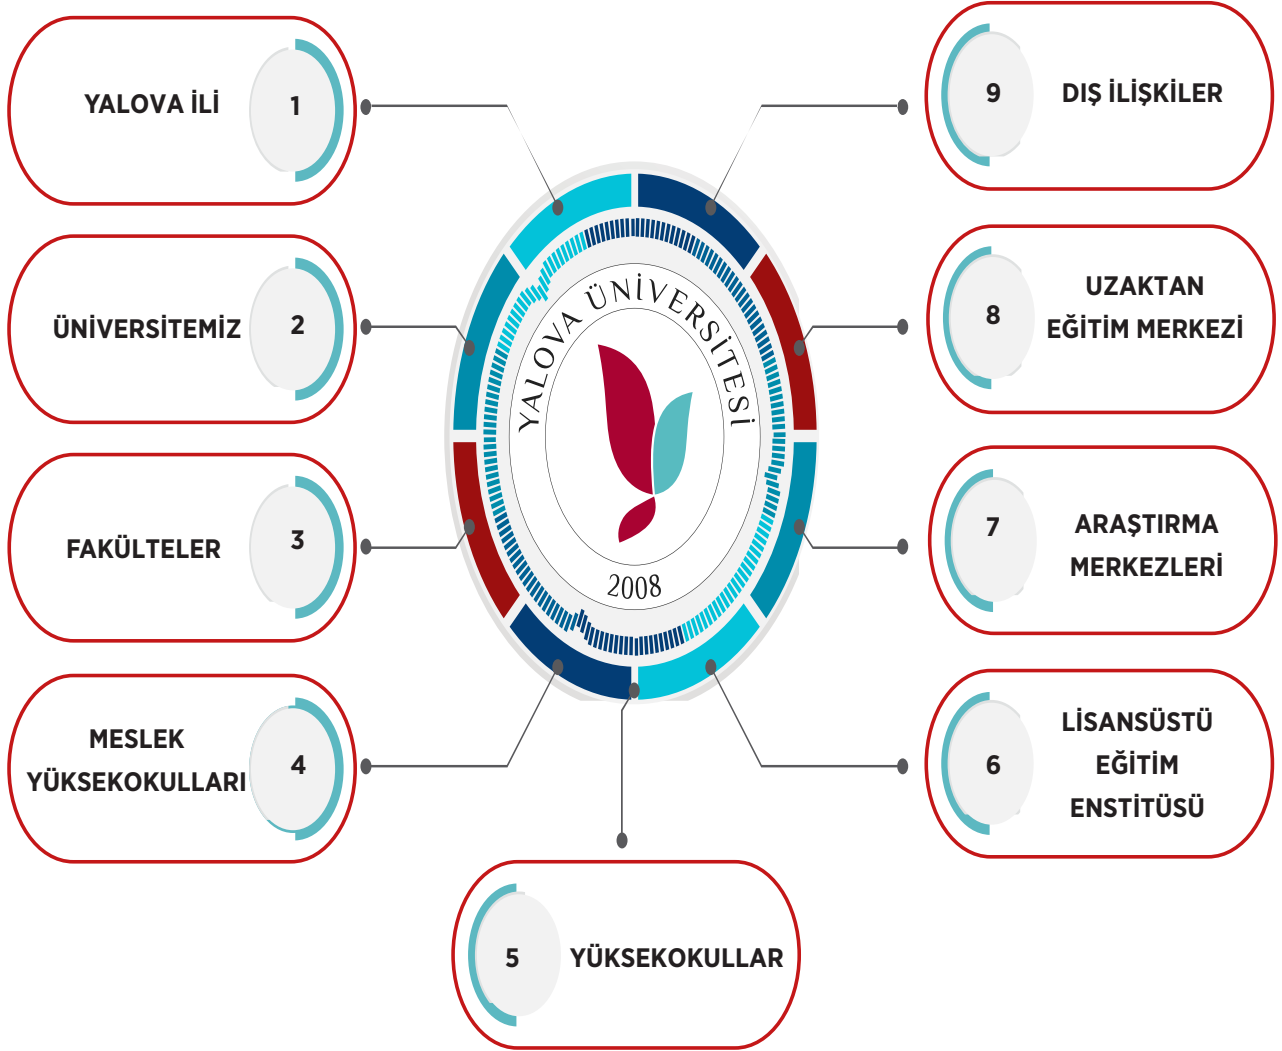 YALOVA İLİ
1
ÜNİVERSİTEMİZ
2
FAKÜLTELER
3
MESLEK
YÜKSEKOKULLARI
4
5
YÜKSEKOKULLAR
6
LİSANSÜSTÜ
EĞİTİM
ENSTİTÜSÜ
7
ARAŞTIRMA
MERKEZLERİ
8
UZAKTAN
EĞİTİM MERKEZİ
9
DIŞ İLİŞKİLER
YALOVA ÜNİVERSİTESİ
2008